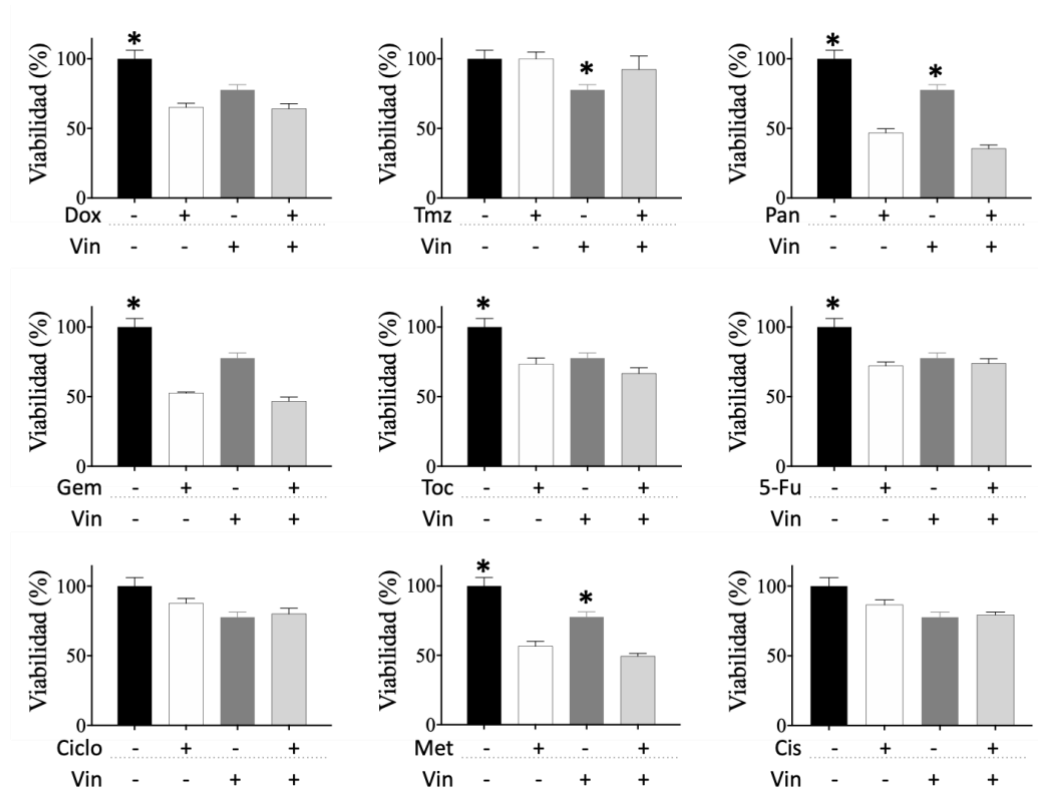 Viabilidad (%)
*
100
50
0
Dox - + - +
Vin - - + +
Viabilidad (%)
*
100
50
0
Tmz - + - +
Vin - - + +
Viabilidad (%)
* *
100
50
0
Pan - + - +
Vin - - + +
Viabilidad (%)
*
100
50
0
Gem - + - +
Vin - - + +
Viabilidad (%)
*
100
50
0
Toc - + - +
Vin - - + +
Viabilidad (%)
*
100
50
0
5-Fu - + - +
Vin - - + +
Viabilidad (%)
100
50
0
Ciclo - + - +
Vin - - + +
Viabilidad (%)
* *
100
50
0
Met - + - +
Vin - - + +
Viabilidad (%)
100
50
0
Cis - + - +
Vin - - + +